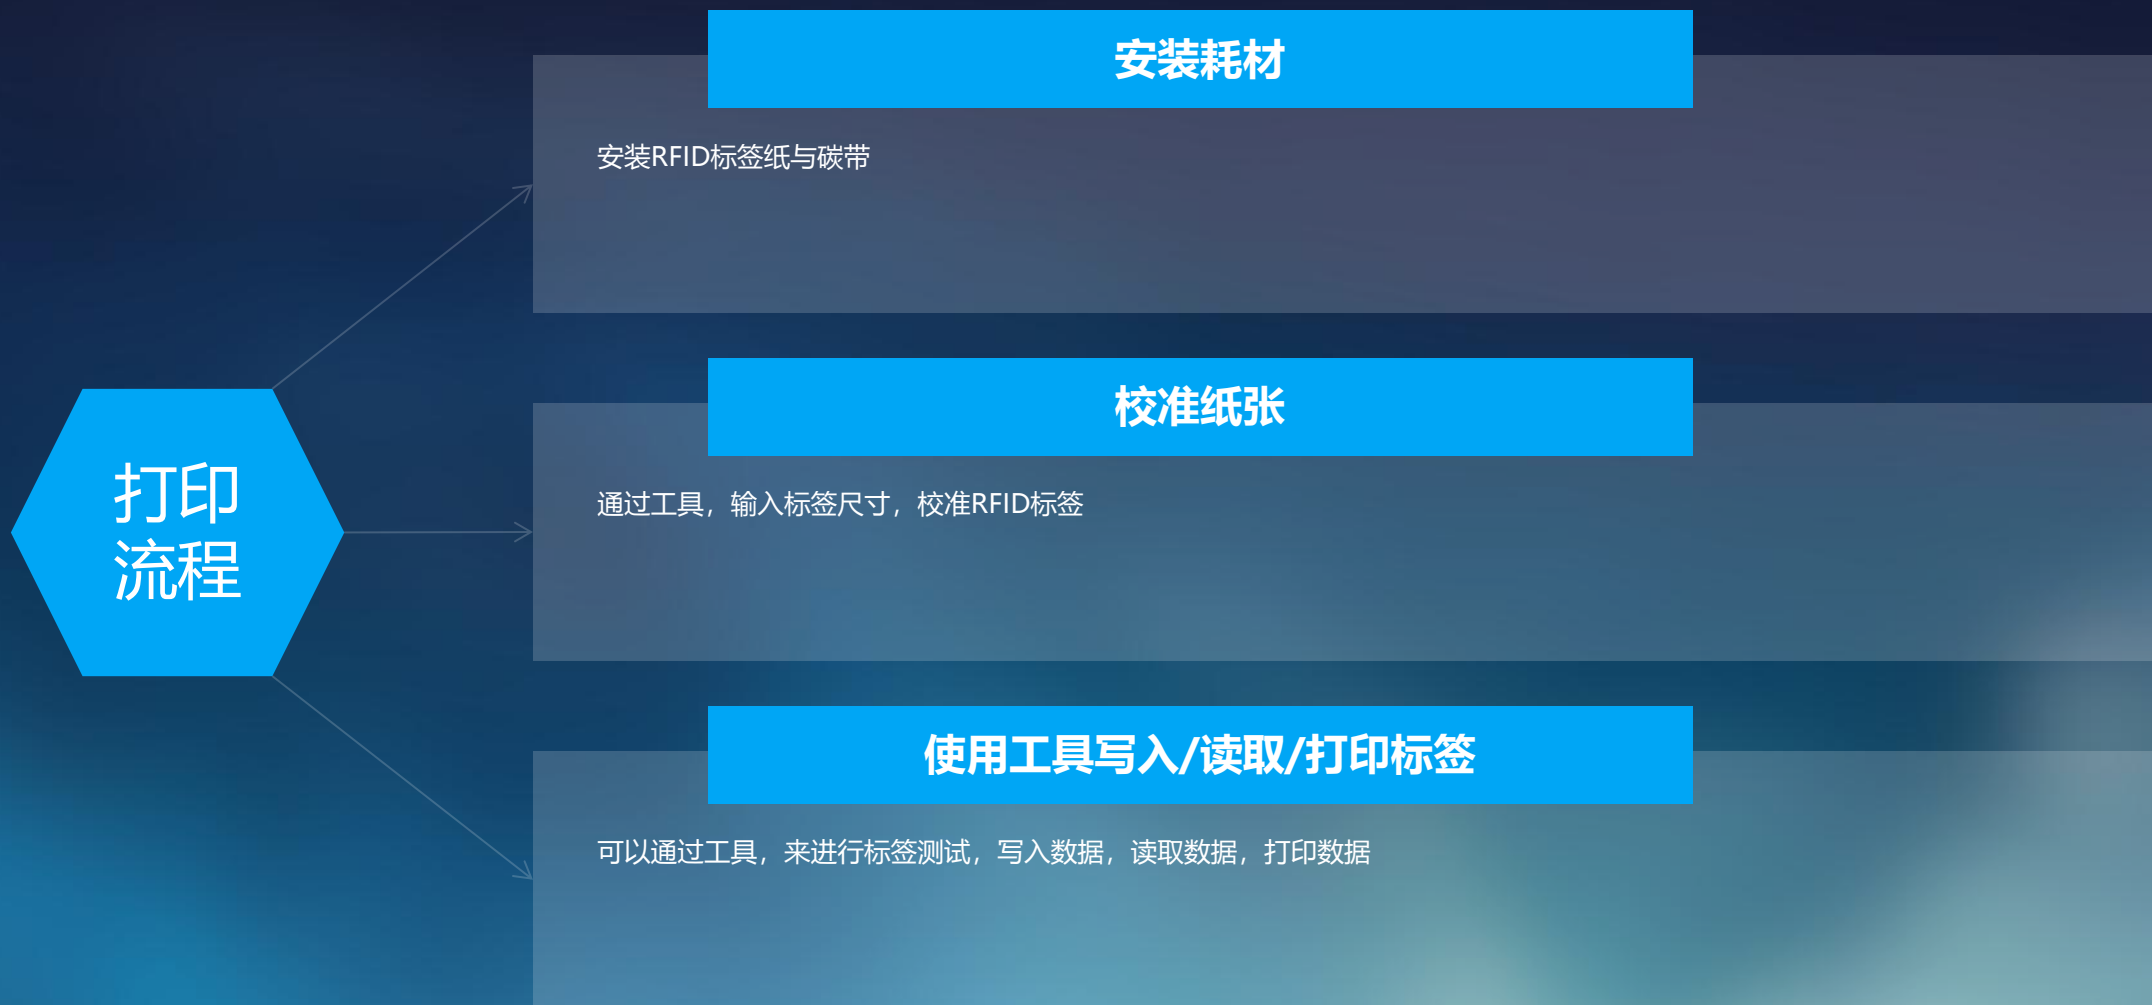 打印
流程
安装耗材
安装RFID标签纸与碳带
校准纸张
通过工具，输入标签尺寸，校准RFID标签
使用工具写入/读取/打印标签
可以通过工具，来进行标签测试，写入数据，读取数据，打印数据